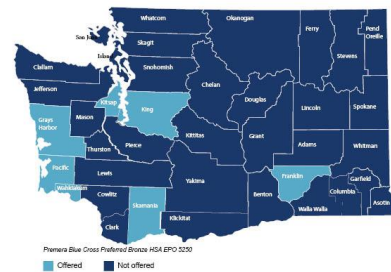 Whatcom
Okanogan
Ferry
Pend
Oreille
San Ju
Skagit
Stevens
Island
Clallam
Snohomish
Chelan
Jefferson
Douglas
Kitsap
King
Lincoln
Spokane
Grays
Harbor
Mason
Kittitas
Grant
Adams
Whitman
Thurston
Pierce
Pacific
Lewis
Franklin
Garfield
Wahkiakum
Yakima
Columbia
Cowlitz
Skamania
Benton
Walla Walla
Asotin
Clark
Klickitat
Premera Blue Cross Preferred Bronze HSA EPO 5250
Offered
Not offered